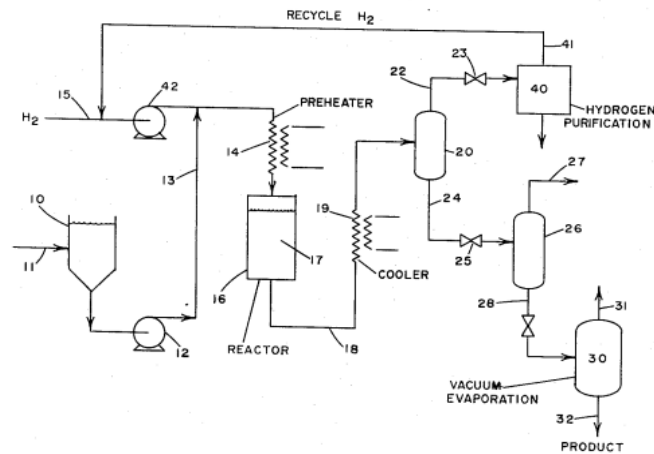 RECYCLE H2
41
23
22
42
15
H2
PREHEATER
40
HYDROGEN
PURIFICATION
14
20
27
13
24
10
19
17
26
25
11
16
COOLER
28
31
12
REACTOR
18
30
VACUUM
EVAPORATION
32
PRODUCT